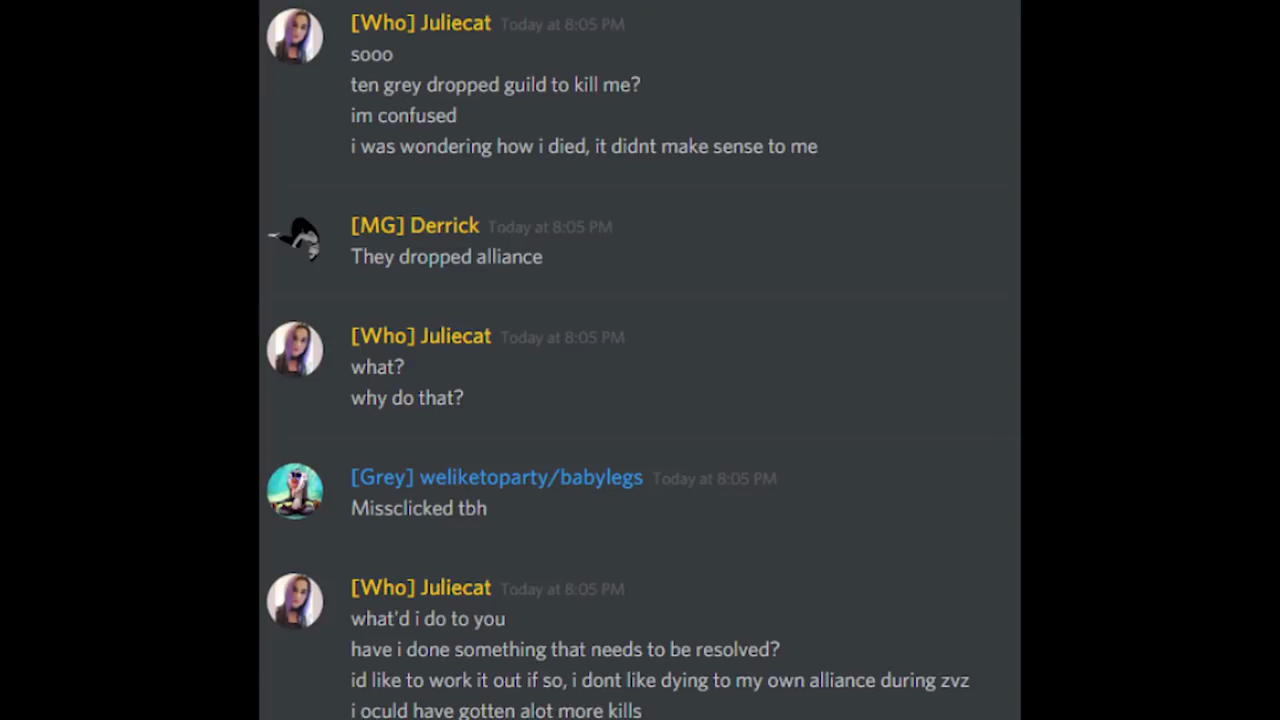 [Who] Juliecat Today at 8:05 PM
sooo
ten grey dropped guild to kill me?
im confused
i was wondering how i died, it didnt make sense to me
[MG] Derrick Today at 8:05 PM
They dropped alliance
[Who] Juliecat Today at 8:05 PM
what?
why do that?
[Grey] weliketoparty/babylegs Today at 8:05 PM
Missclicked tbh
[Who] Juliecat Today at 8:05 PM
what'd i do to you
have i done something that needs to be resolved?
id like to work it out if so, i dont like dying to my own alliance during zvz
i oculd have gotten alot more kills